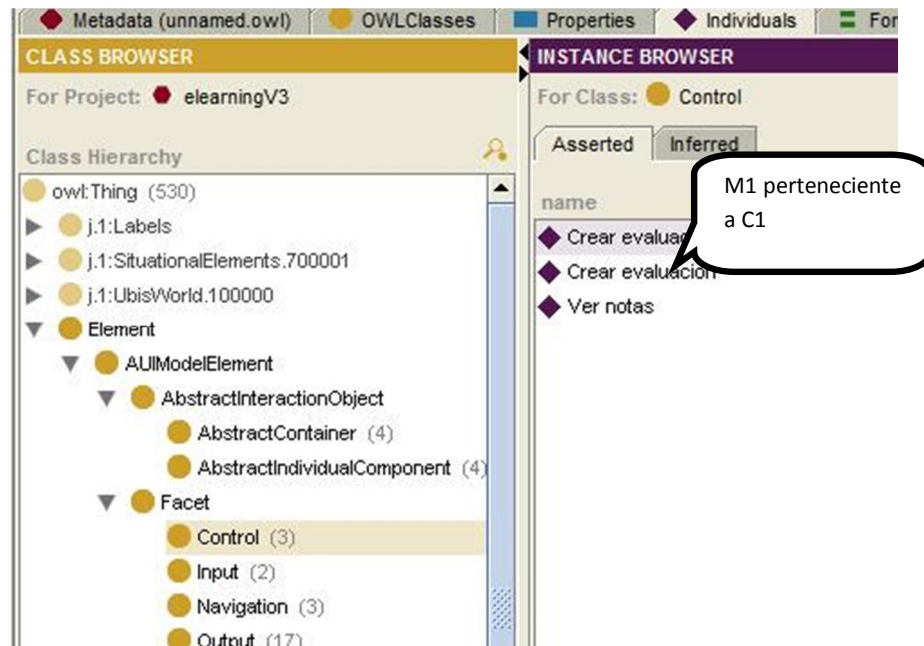 Metadata (unnamed.owl)
OWLClasses
Properties
Individuals
For
CLASS BROWSER
For Project: elearningV3
Class Hierarchy
owl:Thing (530)
j.1:Labels
j.1:SituationalElements.700001
j.1:UbisWorld.100000
Element
AUIModelElement
AbstractInteractionObject
AbstractContainer (4)
AbstractIndividualComponent (4)
Facet
Control (3)
Input (2)
Navigation (3)
Output (17)
INSTANCE BROWSER
For Class: Control
Asserted
Inferred
name
Crear evaluac
Crear evaluacion
Ver notas
M1 perteneciente
a C1